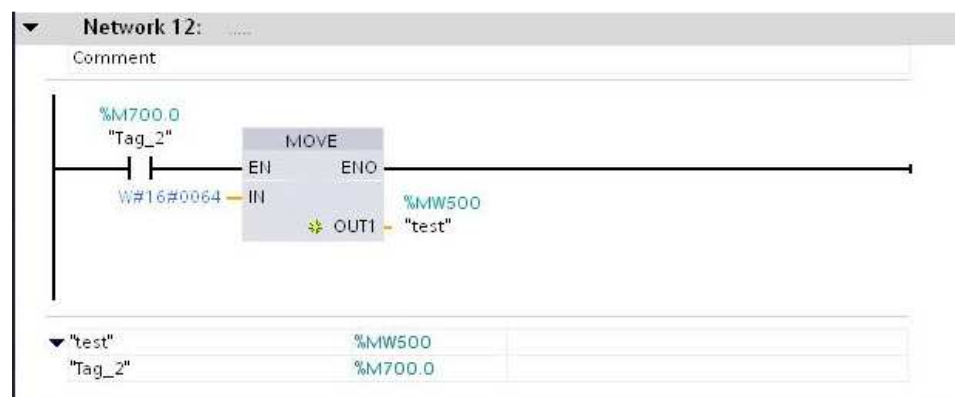 Network 12: .....
Comment
%M700.0
"Tag_2"
MOVE
EN ENO
W#16#0064 IN
%MW500
OUT1 "test"
"test" %MW500
"Tag_2" %M700.0